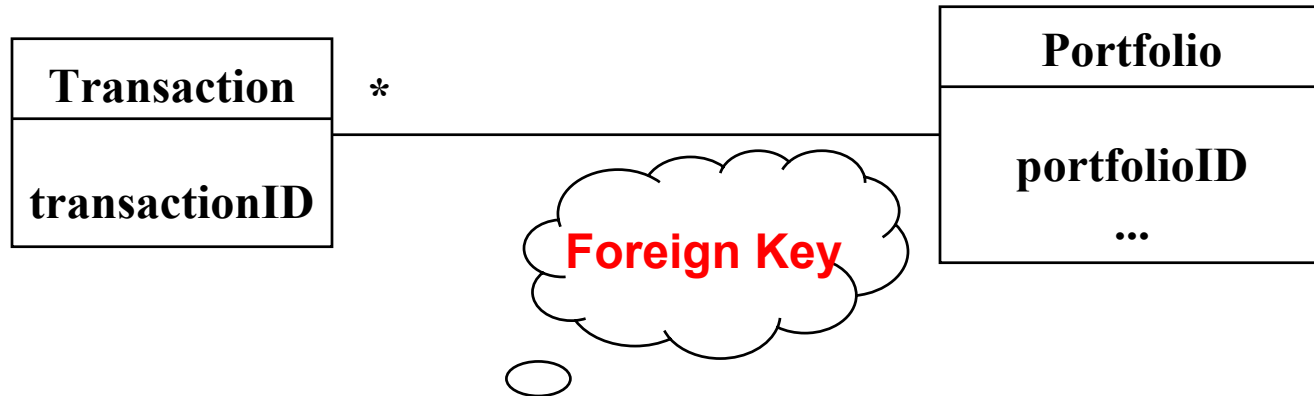 Transaction
*
transactionID
Foreign Key
Portfolio
portfolioID
...